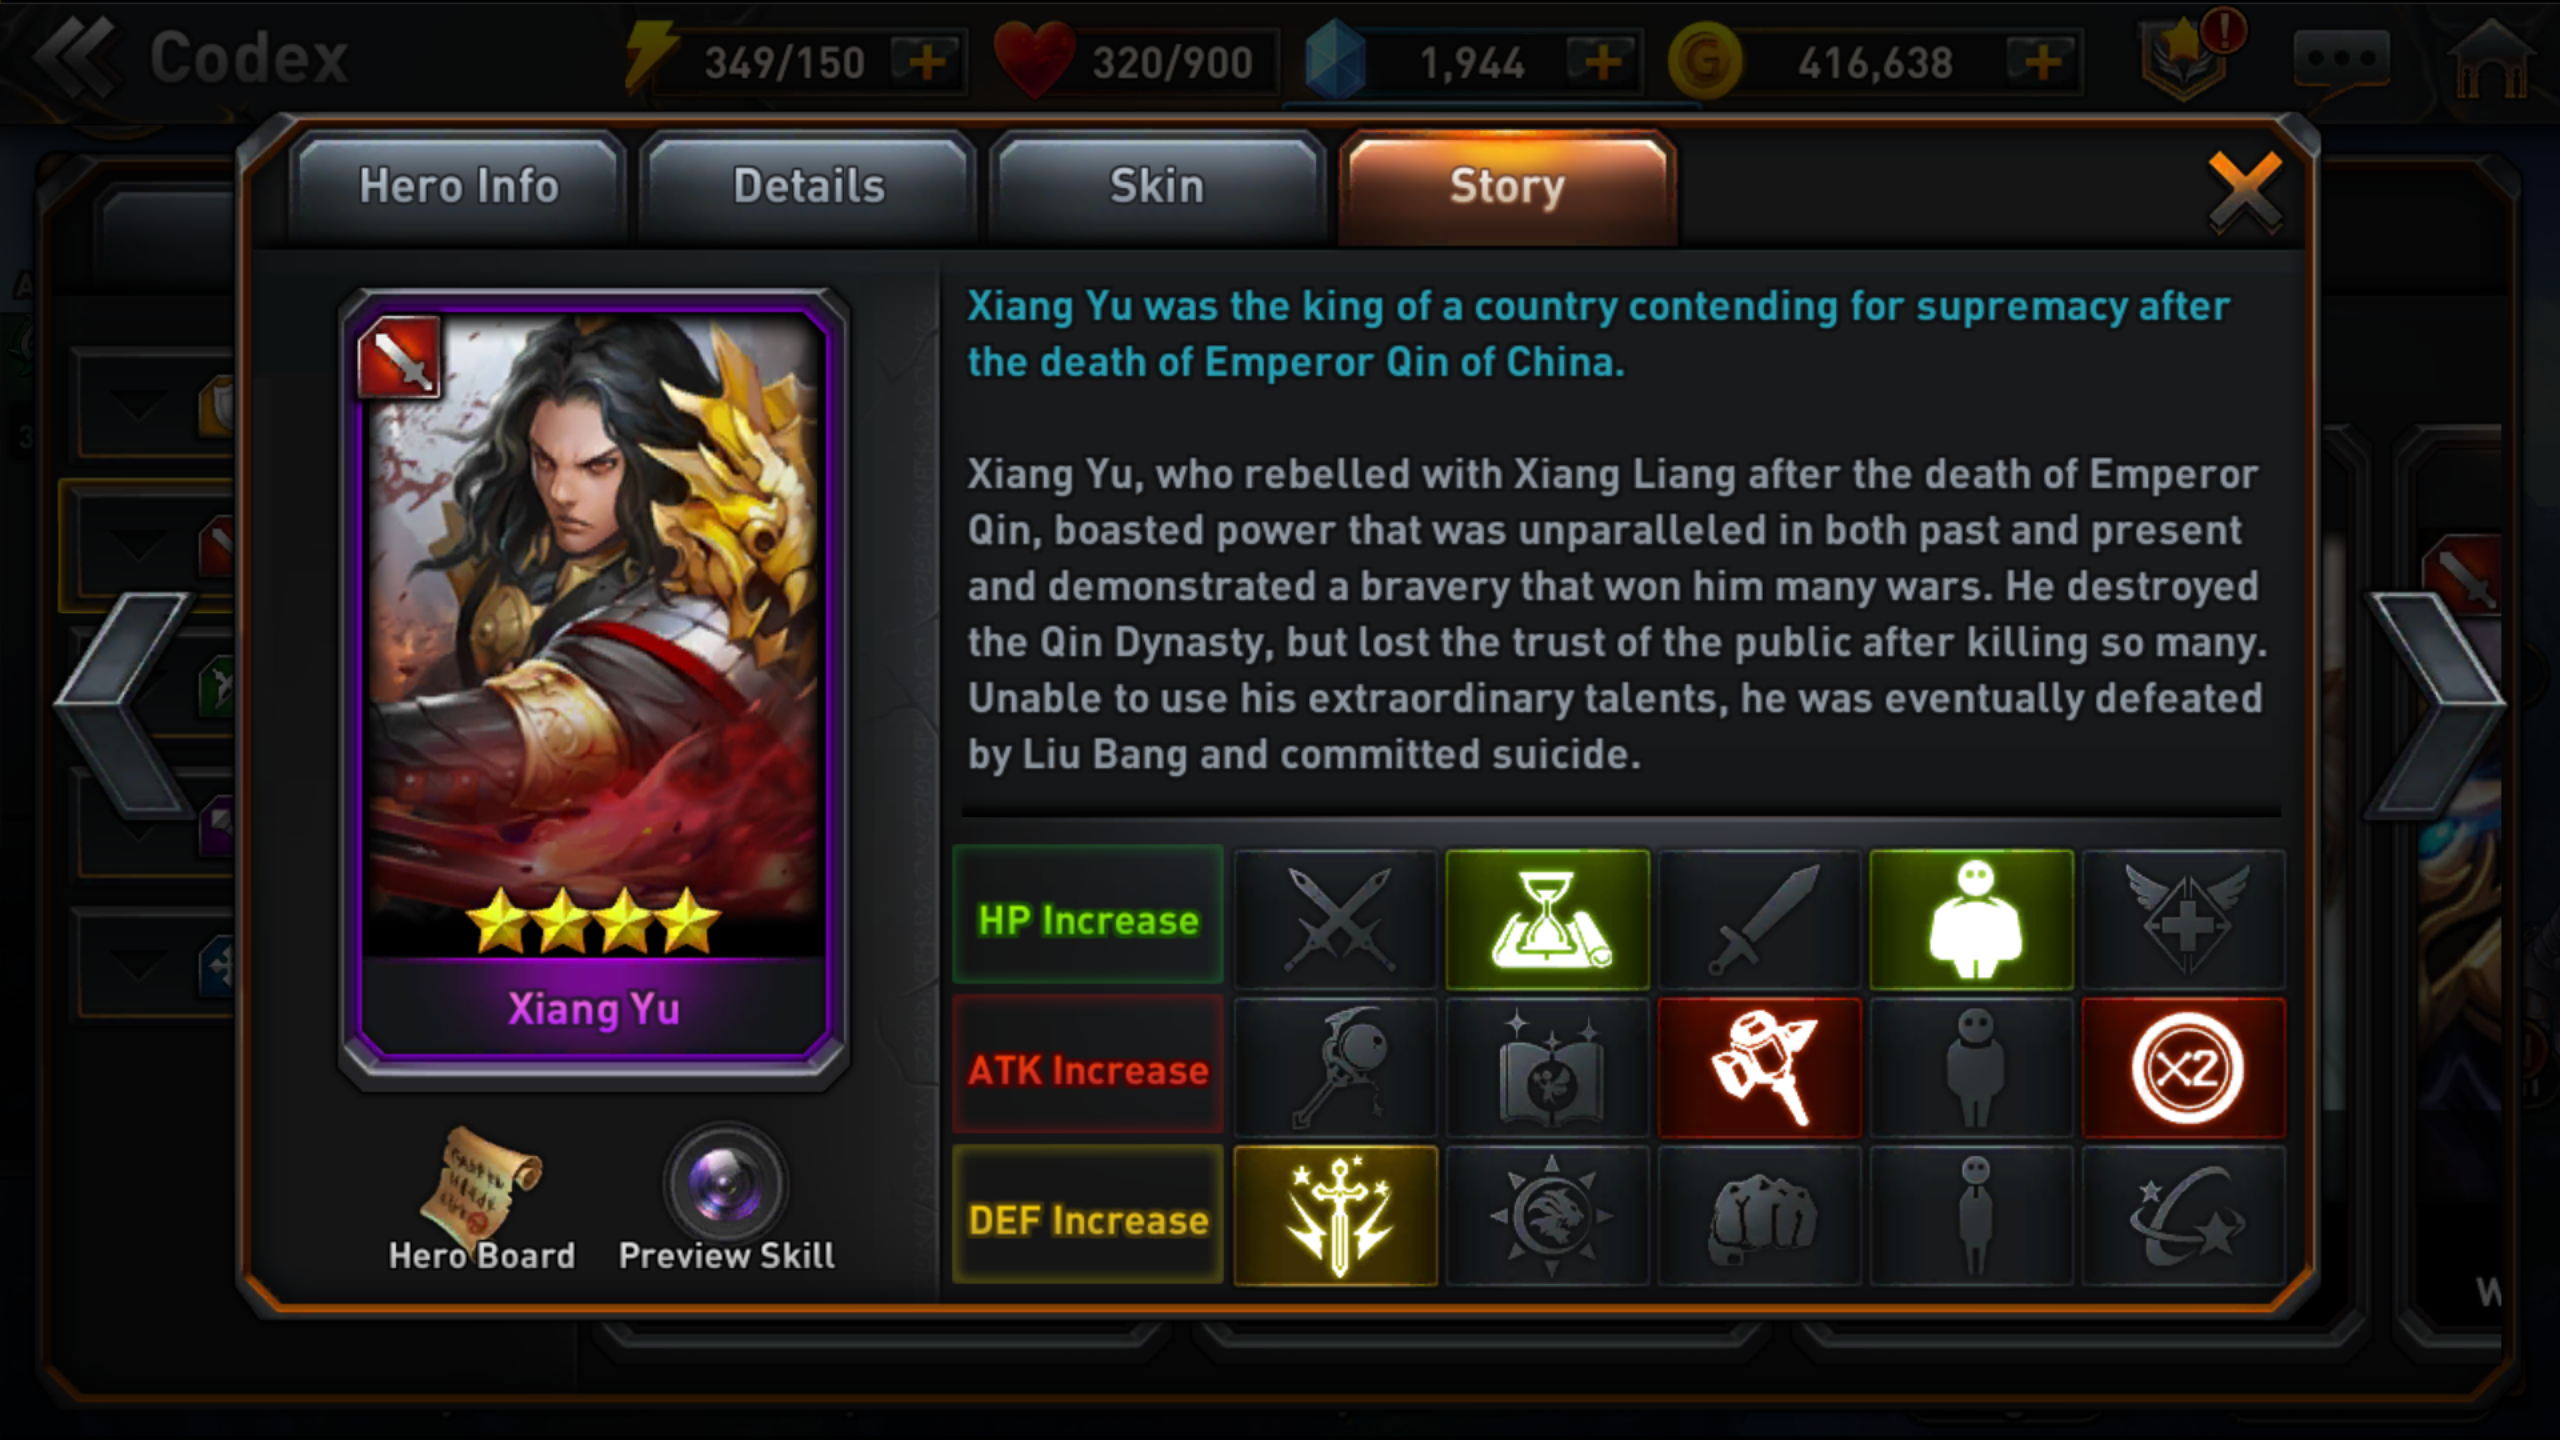 Codex
349/150
320/900
1,944
416,638
Hero Info
Details
Skin
Story
Xiang Yu was the king of a country contending for supremacy after
the death of Emperor Qin of China.
Xiang Yu, who rebelled with Xiang Liang after the death of Emperor
Qin, boasted power that was unparalleled in both past and present
and demonstrated a bravery that won him many wars. He destroyed
the Qin Dynasty, but lost the trust of the public after killing so many.
Unable to use his extraordinary talents, he was eventually defeated
by Liu Bang and committed suicide.
Xiang Yu
Hero Board
Preview Skill
HP Increase
ATK Increase
X2
DEF Increase